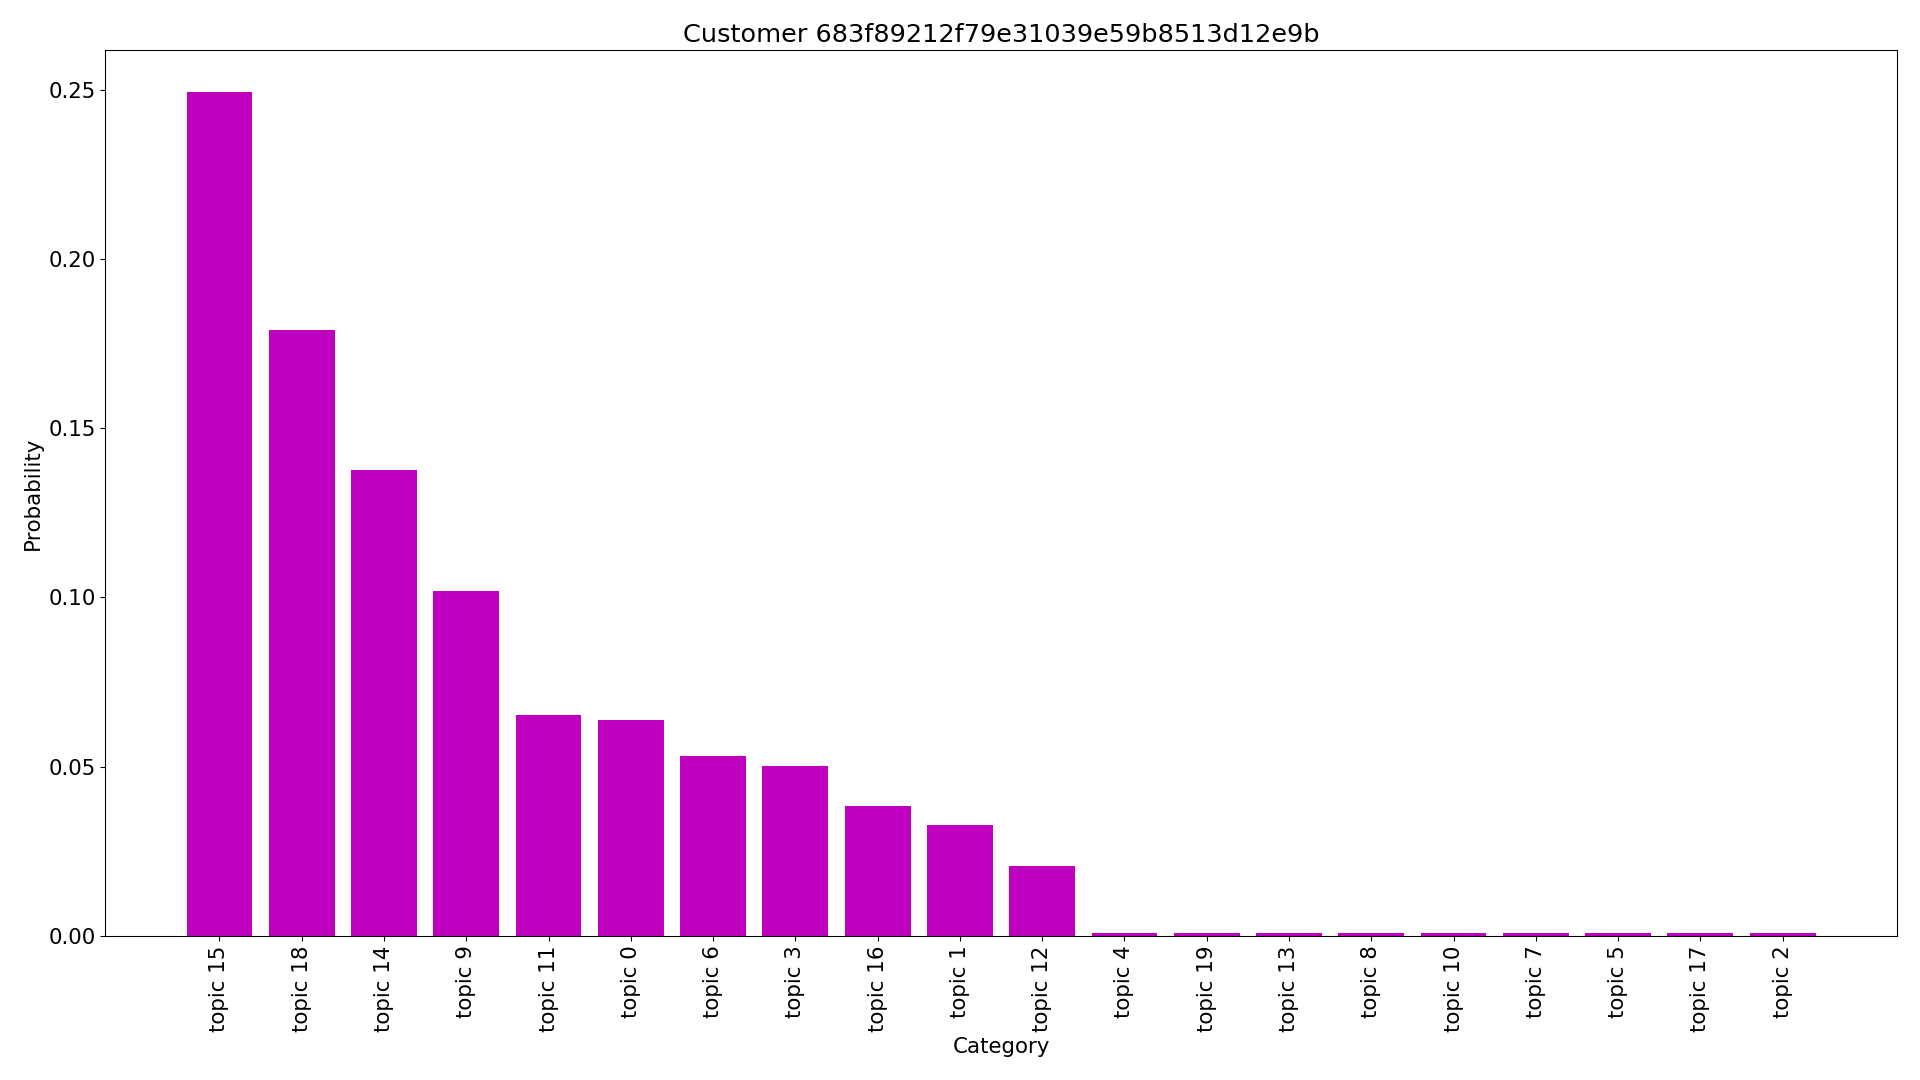 Customer 683f89212f79e31039e59b8513d12e9b
0.25
0.20
0.15
0.10
0.05
0.00
Probability
topic 15
topic 18
topic 14
topic 9
topic 11
topic 0
topic 6
topic 3
topic 16
topic 1
topic 12
topic 4
topic 19
topic 13
topic 8
topic 10
topic 7
topic 5
topic 17
topic 2
Category